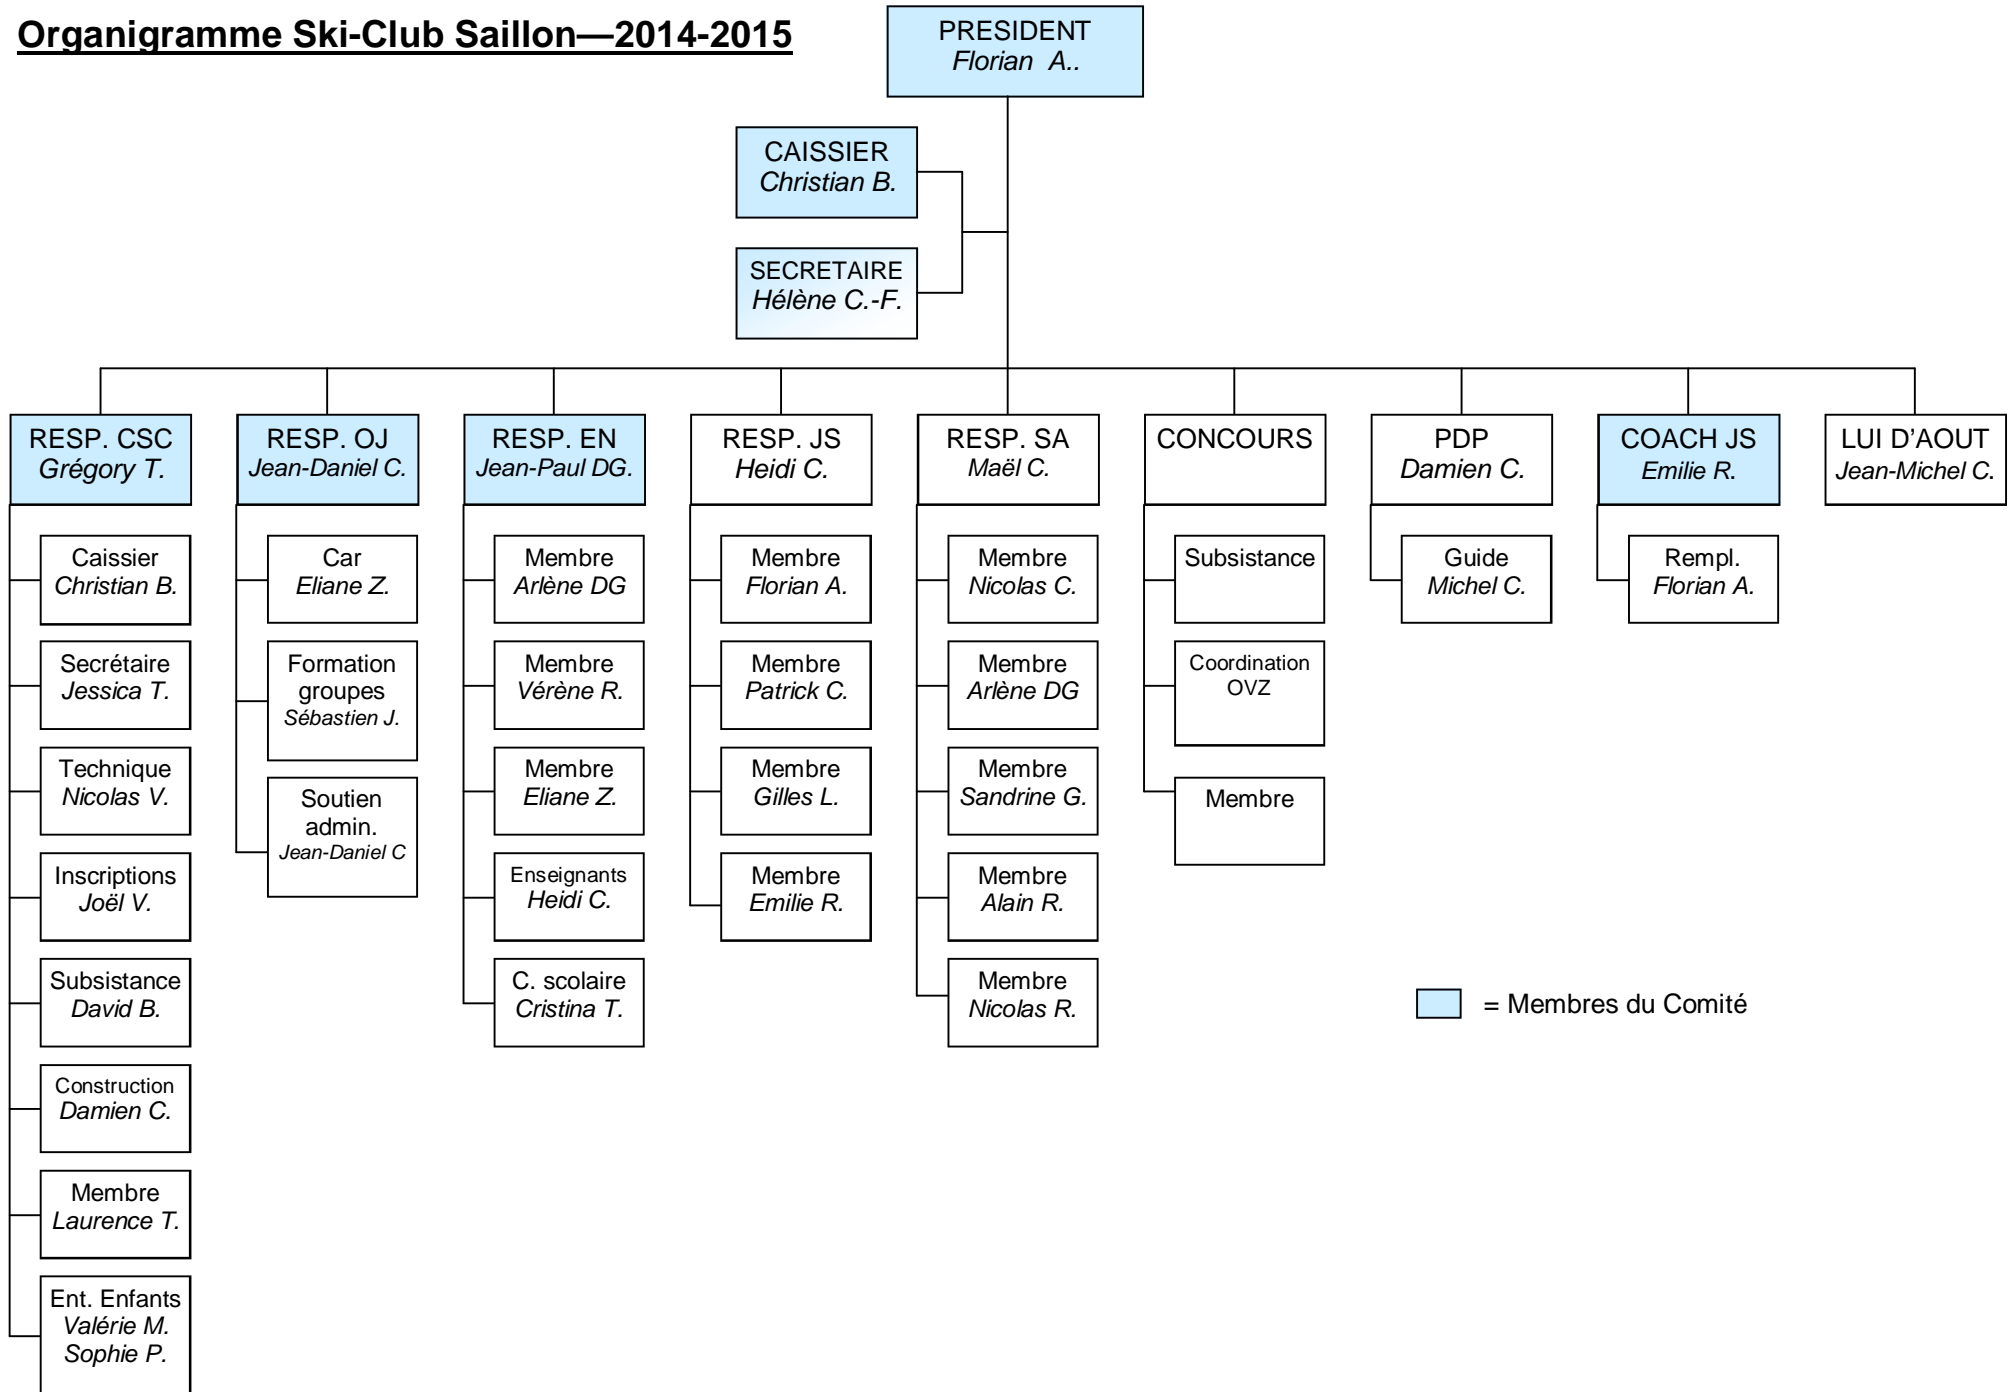 Organigramme Ski-Club Saillon—2014-2015
PRESIDENT
Florian A..
CAISSIER
Christian B.
SECRETAIRE
Hélène C.-F.
RESP. CSC
Grégory T.
Caissier
Christian B.
Secrétaire
Jessica T.
Technique
Nicolas V.
Inscriptions
Joël V.
Subsistance
David B.
Construction
Damien C.
Membre
Laurence T.
Ent. Enfants
Valérie M.
Sophie P.
RESP. OJ
Jean-Daniel C.
Car
Eliane Z.
Formation
groupes
Sébastien J.
Soutien
admin.
Jean-Daniel C
RESP. EN
Jean-Paul DG.
Membre
Arlène DG
Membre
Vérène R.
Membre
Eliane Z.
Enseignants
Heidi C.
C. scolaire
Cristina T.
RESP. JS
Heidi C.
Membre
Florian A.
Membre
Patrick C.
Membre
Gilles L.
Membre
Emilie R.
RESP. SA
Maël C.
Membre
Nicolas C.
Membre
Arlène DG
Membre
Sandrine G.
Membre
Alain R.
Membre
Nicolas R.
CONCOURS
Subsistance
Coordination
OVZ
Membre
PDP
Damien C.
Guide
Michel C.
COACH JS
Emilie R.
Rempl.
Florian A.
LUI D'AOUT
Jean-Michel C.
= Membres du Comité